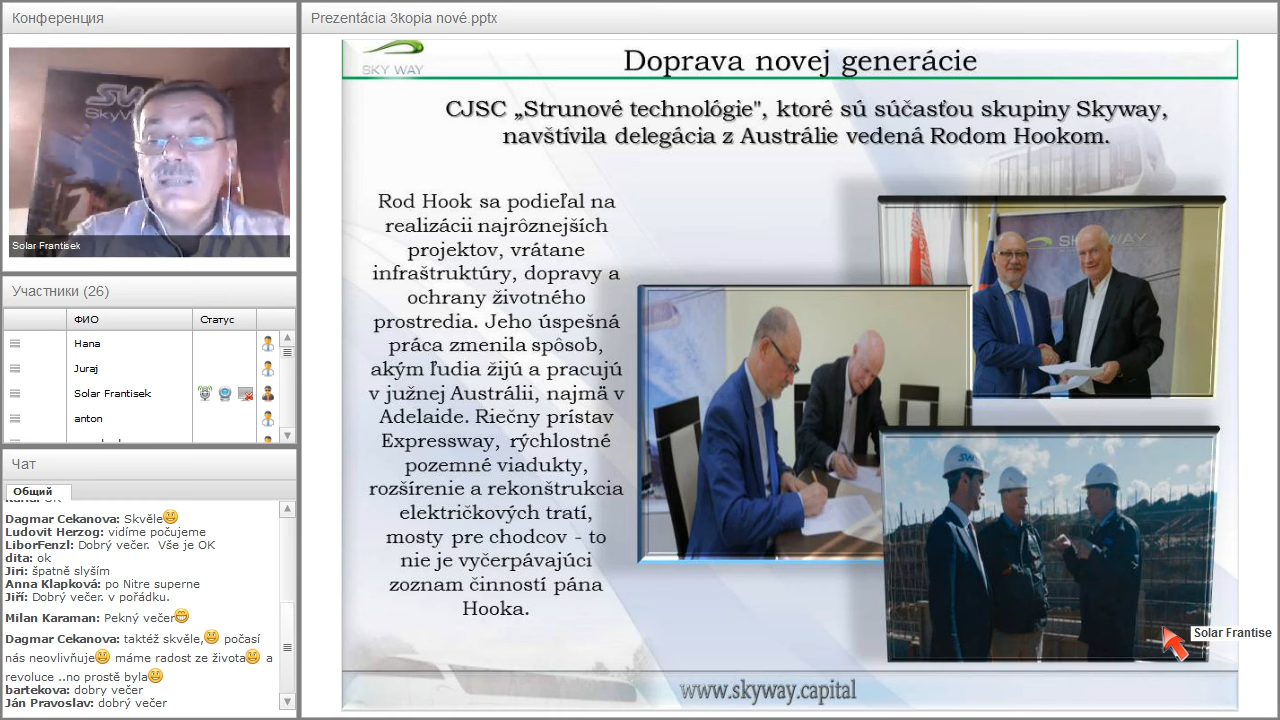 Конференция
SkyW
Solar Frantisek
Участники (26)
ФИО
Статус
Hana
Juraj
Solar Frantisek
anton
Чат
Общий
Dagmar Cekanova: Skvěle
Ludovit Herzog: vidíme počujeme
LiborFenzl: Dobrý večer. Vše je OK
dita: ok
Jiri: špatně slyším
Anna Klapková: po Nitre superne
Jiří: Dobrý večer. v pořádku.
Milan Karaman: Pekný večer
Dagmar Cekanova: taktéž skvěle, počasí
nás neovlivňuje máme radost ze života a
revoluce ..no prostě byla
bartekova: dobry večer
Ján Pravoslav: dobrý večer
Prezentácia 3kopia nové.pptx
SKY WAY
Doprava novej generácie
CJSC „Strunové technológie", ktoré sú súčasťou skupiny Skyway,
navštívila delegácia z Austrálie vedená Rodom Hookom.
Rod Hook sa podieľal na
realizácii najrôznejších
projektov, vrátane
infraštruktúry, dopravy a
ochrany životného
prostredia. Jeho úspešná
práca zmenila spôsob,
akým ľudia žijú a pracujú
v južnej Austrálii, najmä v
Adelaide. Riečny prístav
Expressway, rýchlostné
pozemné viadukty,
rozšírenie a rekonštrukcia
električkových tratí,
mosty pre chodcov - to
nie je vyčerpávajúci
zoznam činností pána
Hooka.
SKYWAY
SW
Solar Frantise
www.skyway.capital